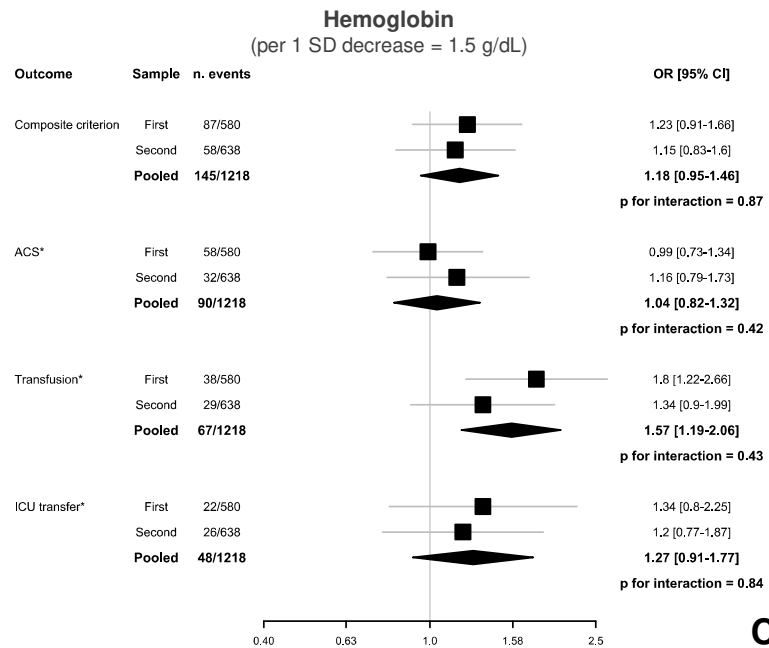 Hemoglobin
(per 1 SD decrease = 1.5 g/dL)
Outcome Sample n. events OR [95% CI]
Composite criterion First 87/580 1.23 [0.91-1.66]
Second 58/638 1.15 [0.83-1.6]
Pooled 145/1218 1.18 [0.95-1.46]
p for interaction = 0.87
ACS* First 58/580 0.99 [0.73-1.34]
Second 32/638 1.16 [0.79-1.73]
Pooled 90/1218 1.04 [0.82-1.32]
p for interaction = 0.42
Transfusion* First 38/580 1.8 [1.22-2.66]
Second 29/638 1.34 [0.9-1.99]
Pooled 67/1218 1.57 [1.19-2.06]
p for interaction = 0.43
ICU transfer* First 22/580 1.34 [0.8-2.25]
Second 26/638 1.2 [0.77-1.87]
Pooled 48/1218 1.27 [0.91-1.77]
p for interaction = 0.84
0.40 0.63 1.0 1.58 2.5